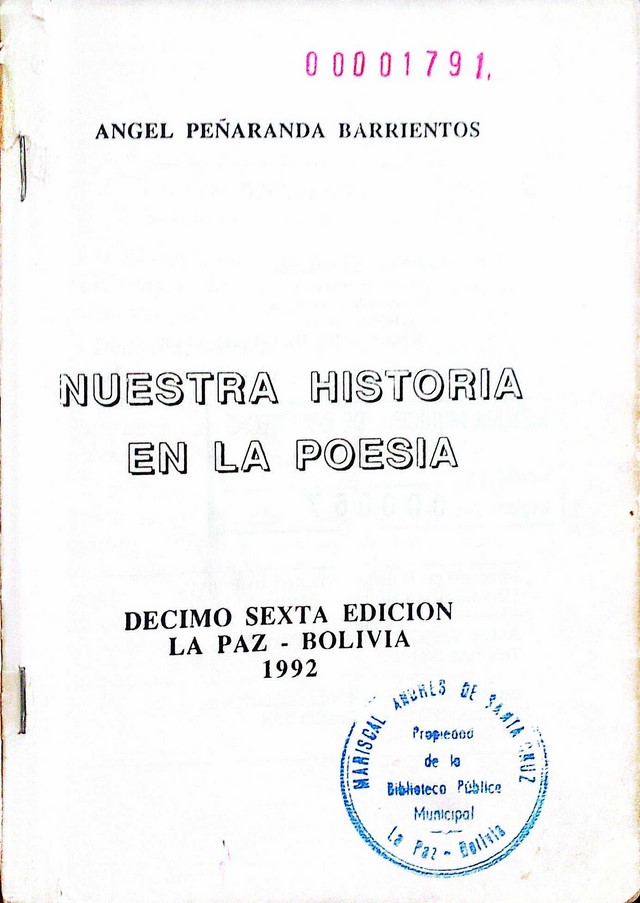 00001791.
ANGEL PEÑARANDA BARRIENTOS
NUESTRA HISTORIA
EN LA POESIA
DECIMO SEXTA EDICION
LA PAZ - BOLIVIA
1992
MARISCAL ANDRES DE SANTA CRUZ
Propiedad
de la
Biblioteca Pública
Municipal
La Paz - Bolivia